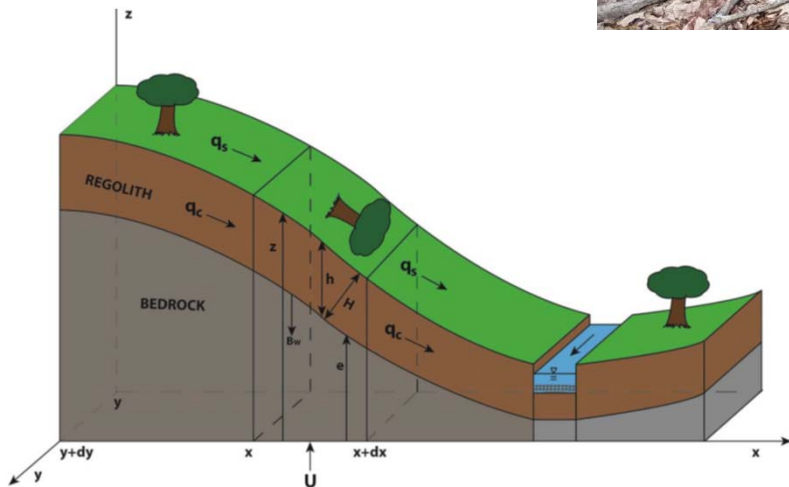 z
q_s
REGOLITH
q_c
z
h
H
q_s
BEDROCK
B_w
e
q_c
y
y+dy
x
x+dx
x
y
U